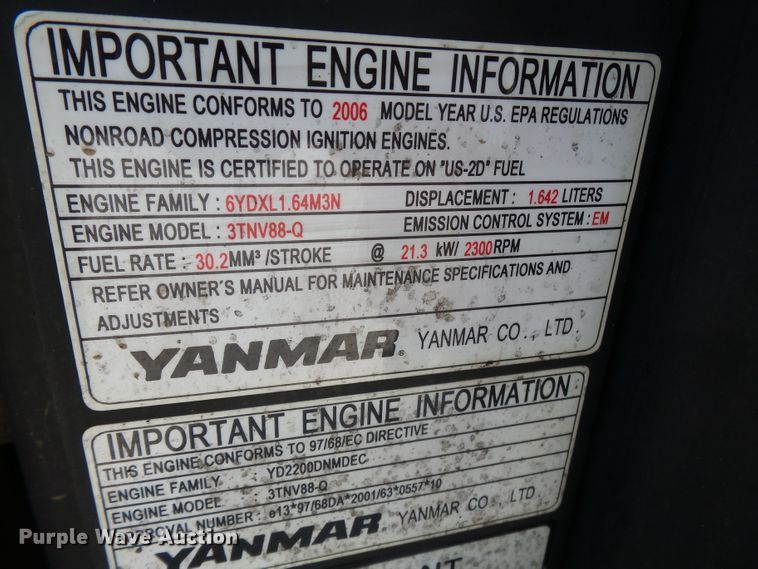 IMPORTANT ENGINE INFORMATION
THIS ENGINE CONFORMS TO 2006 MODEL YEAR U.S. EPA REGULATIONS
NONROAD COMPRESSION IGNITION ENGINES.
THIS ENGINE IS CERTIFIED TO OPERATE ON "US-2D" FUEL
ENGINE FAMILY : 6YDXL1.64M3N DISPLACEMENT : 1.642 LITERS
ENGINE MODEL : 3TNV88-Q EMISSION CONTROL SYSTEM : EM
FUEL RATE : 30.2MM³ /STROKE @ 21.3 kW/ 2300RPM
REFER OWNER'S MANUAL FOR MAINTENANCE SPECIFICATIONS AND
ADJUSTMENTS
YANMAR® YANMAR CO., LTD.
IMPORTANT ENGINE INFORMATION
THIS ENGINE CONFORMS TO 97/68/EC DIRECTIVE
ENGINE FAMILY : YD2200DNMDEC
ENGINE MODEL : 3TNV88-Q
NUMBER : e13*97/68DA*2001/63*0557*10
YANMAR YANMAR CO., LTD
Purple Wave Auction